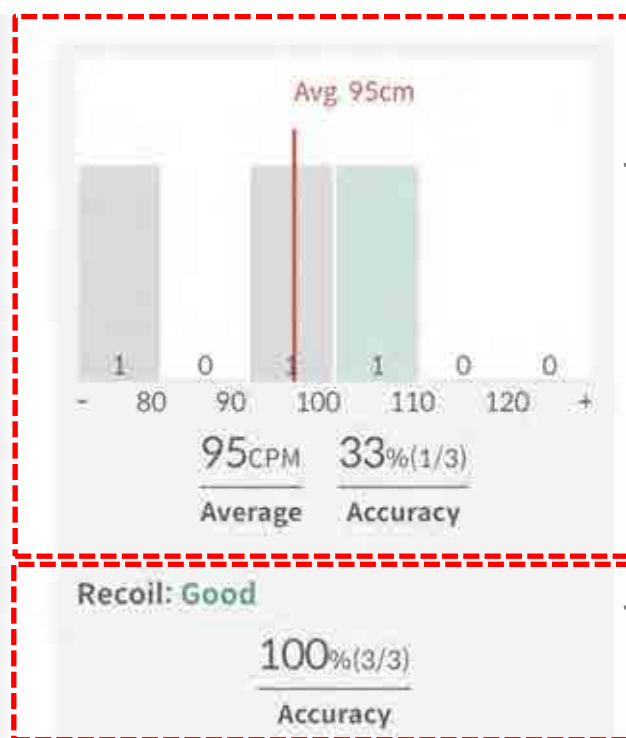 Avg. 95cm
1 0 1 1 0 0
- 80 90 100 110 120 +
95CPM 33%(1/3)
Average Accuracy
Recoil: Good
100%(3/3)
Accuracy